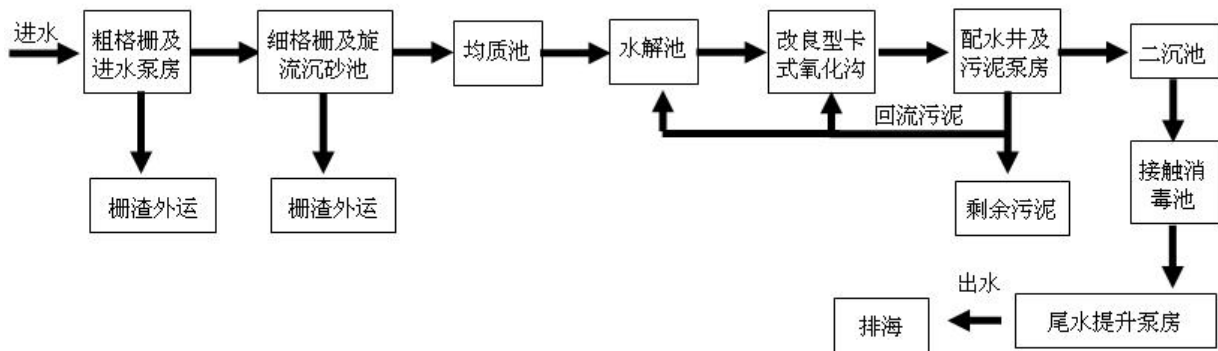 进水
粗格栅及
进水泵房
细格栅及旋
流沉砂池
均质池
水解池
改良型卡
式氧化沟
配水井及
污泥泵房
二沉池
回流污泥
栅渣外运
栅渣外运
剩余污泥
接触消
毒池
出水
排海
尾水提升泵房